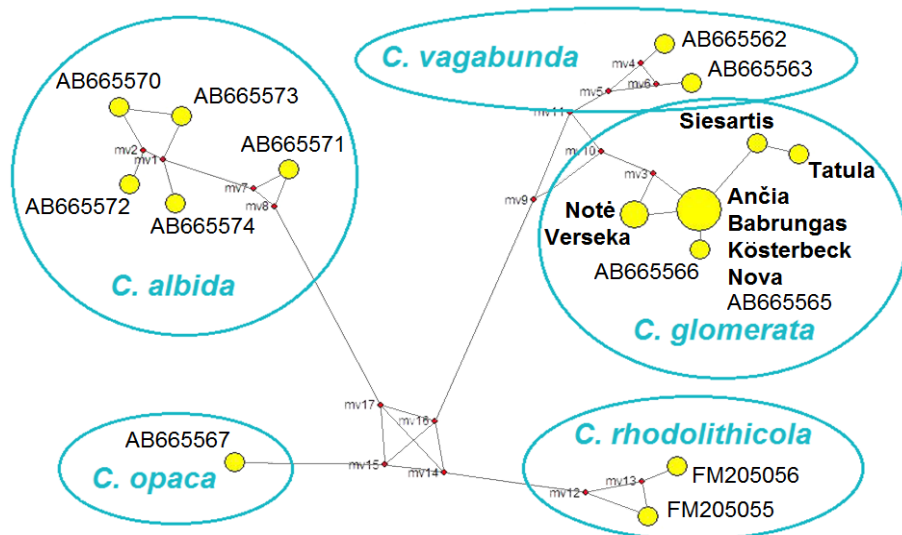 AB665570
AB665573
mv2
mv1
AB665571
AB665572
AB665574
mv7
mv8
C. albida
C. vagabunda
AB665562
mv4
AB665563
mv5
mv6
mv11
mv10
mv9
Siesartis
Tatula
mv3
Notė
Verseka
Ančia
Babrungas
Kösterbeck
Nova
AB665565
AB665566
C. glomerata
mv17
mv16
mv15
mv14
AB665567
C. opaca
C. rhodolithicola
mv13
FM205056
mv12
FM205055